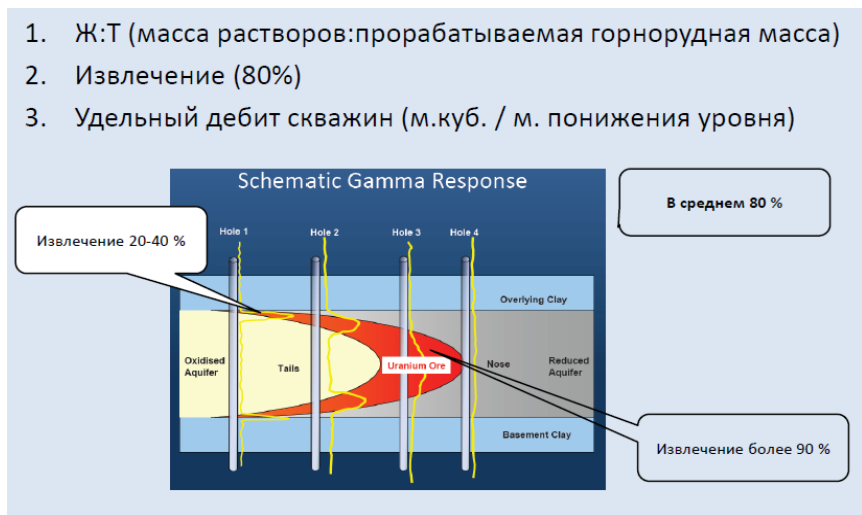 1. Ж:Т (масса растворов:прорабатываемая горнорудная масса)
2. Извлечение (80%)
3. Удельный дебит скважин (м.куб. / м. понижения уровня)
Schematic Gamma Response
В среднем 80 %
Извлечение 20-40 %
Hole 1
Hole 2
Hole 3
Hole 4
Overlying Clay
Oxidised
Aquifer
Tails
Uranium Ore
Nose
Reduced
Aquifer
Basement Clay
Извлечение более 90 %